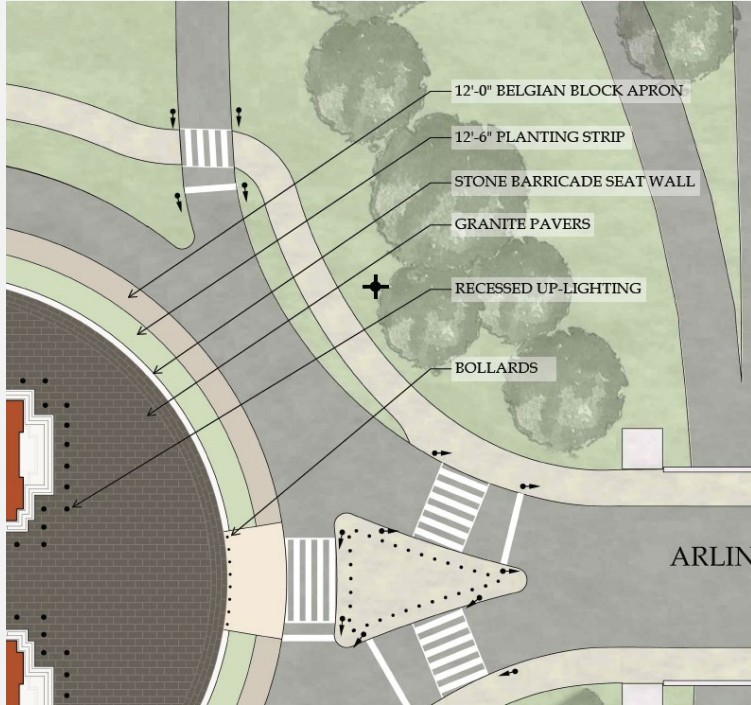 12'-0" BELGIAN BLOCK APRON
12'-6" PLANTING STRIP
STONE BARRICADE SEAT WALL
GRANITE PAVERS
RECESSED UP-LIGHTING
BOLLARDS
ARLIN